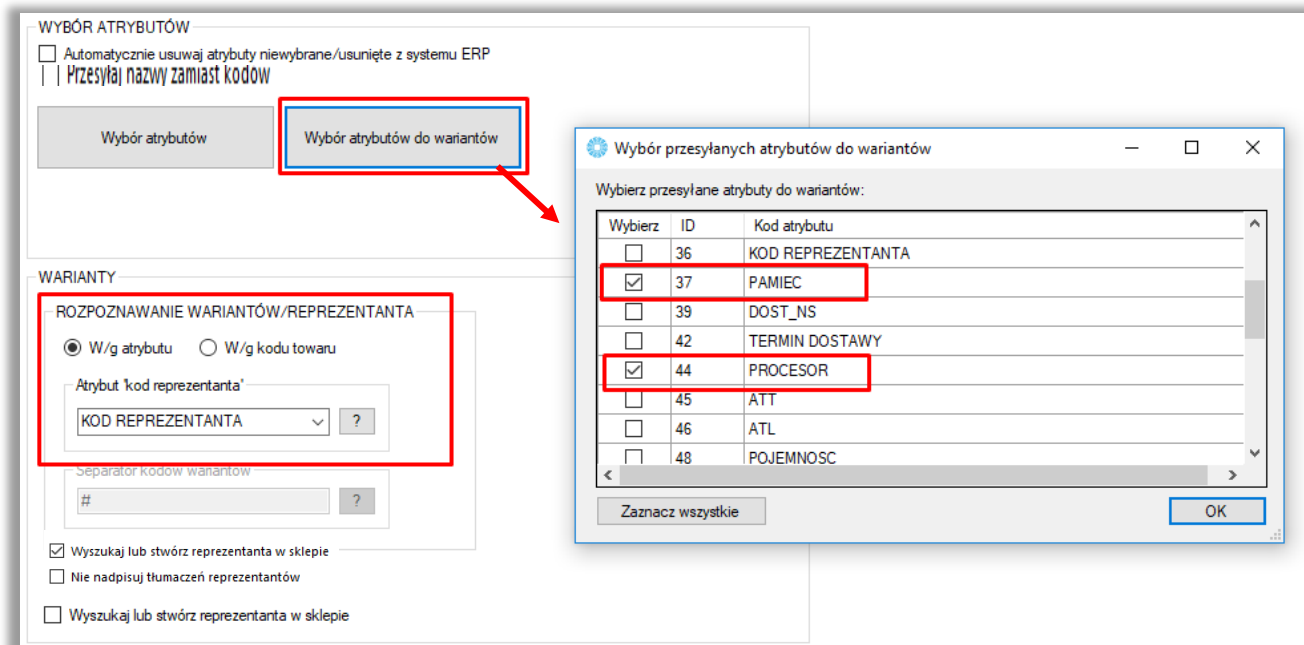 WYBÓR ATRYBUTÓW
Automatycznie usuwaj atrybuty niewybrane/usunięte z systemu ERP
Przesyłaj nazwy zamiast kodów
Wybór atrybutów
Wybór atrybutów do wariantów
WARIANTY
ROZPOZNAWANIE WARIANTÓW/REPREZENTANTA
W/g atrybutu W/g kodu towaru
Atrybut 'kod reprezentanta'
KOD REPREZENTANTA ?
Separator kodów wariantów
# ?
Wyszukaj lub stwórz reprezentanta w sklepie
Nie nadpisuj tłumaczeń reprezentantów
Wyszukaj lub stwórz reprezentanta w sklepie
Wybór przesyłanych atrybutów do wariantów
Wybierz przesyłane atrybuty do wariantów:
Wybierz ID Kod atrybutu
36 KOD REPREZENTANTA
37 PAMIEC
39 DOST_NS
42 TERMIN DOSTAWY
44 PROCESOR
45 ATT
46 ATL
48 POJEMNOSC
Zaznacz wszystkie
OK